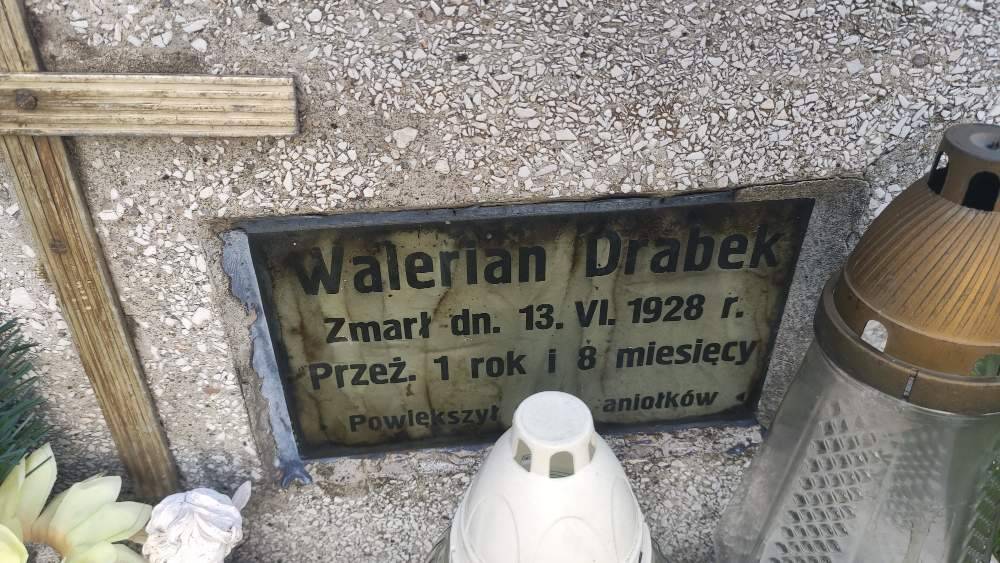 Walerian Drabek
Zmarł dn. 13. VI. 1928 r.
Przeż. 1 rok i 8 miesięcy
Powiększył aniołków